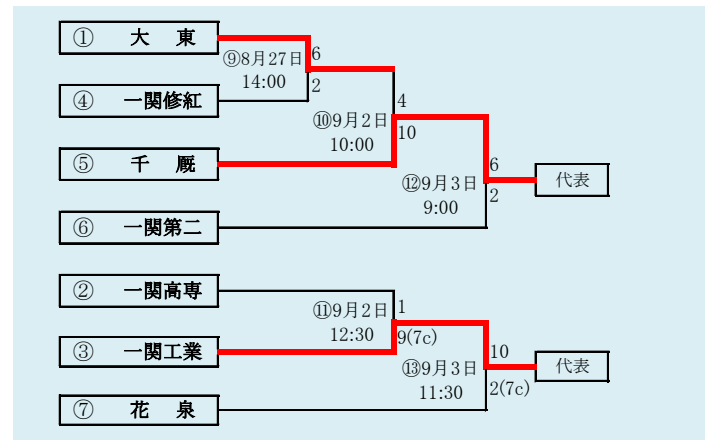 ① 大 東
⑨8月27日
14:00
6
2
④ 一関修紅
⑩9月2日
10:00
4
10
⑤ 千 厩
⑫9月3日
9:00
6
2
代表
⑥ 一関第二
② 一関高専
⑪9月2日
12:30
1
9(7c)
③ 一関工業
⑬9月3日
11:30
10
2(7c)
代表
⑦ 花 泉